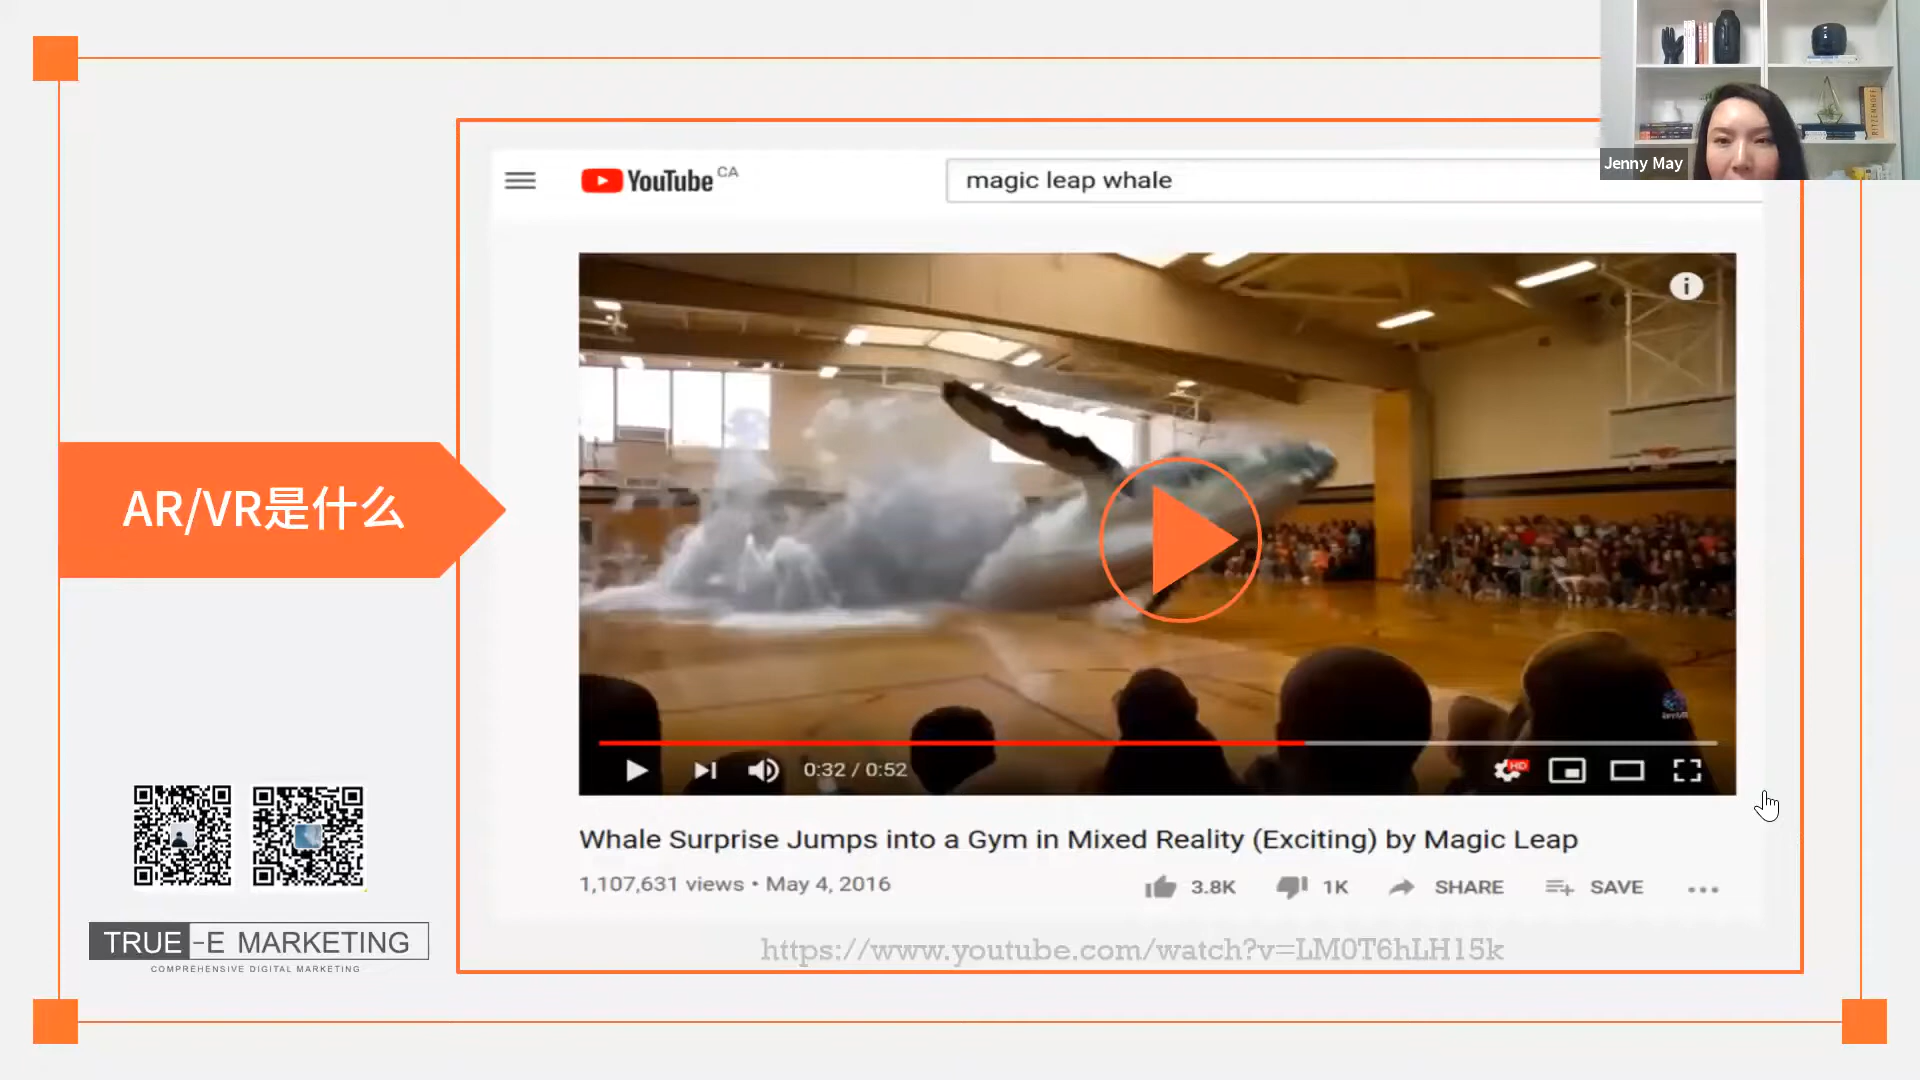 YouTube CA
magic leap whale
Jenny May
AR/VR是什么
HD
0:32 / 0:52
Whale Surprise Jumps into a Gym in Mixed Reality (Exciting) by Magic Leap
1,107,631 views • May 4, 2016
3.8K 1K SHARE SAVE
https://www.youtube.com/watch?v=LM0T6hLH15k
TRUE-E MARKETING
COMPREHENSIVE DIGITAL MARKETING